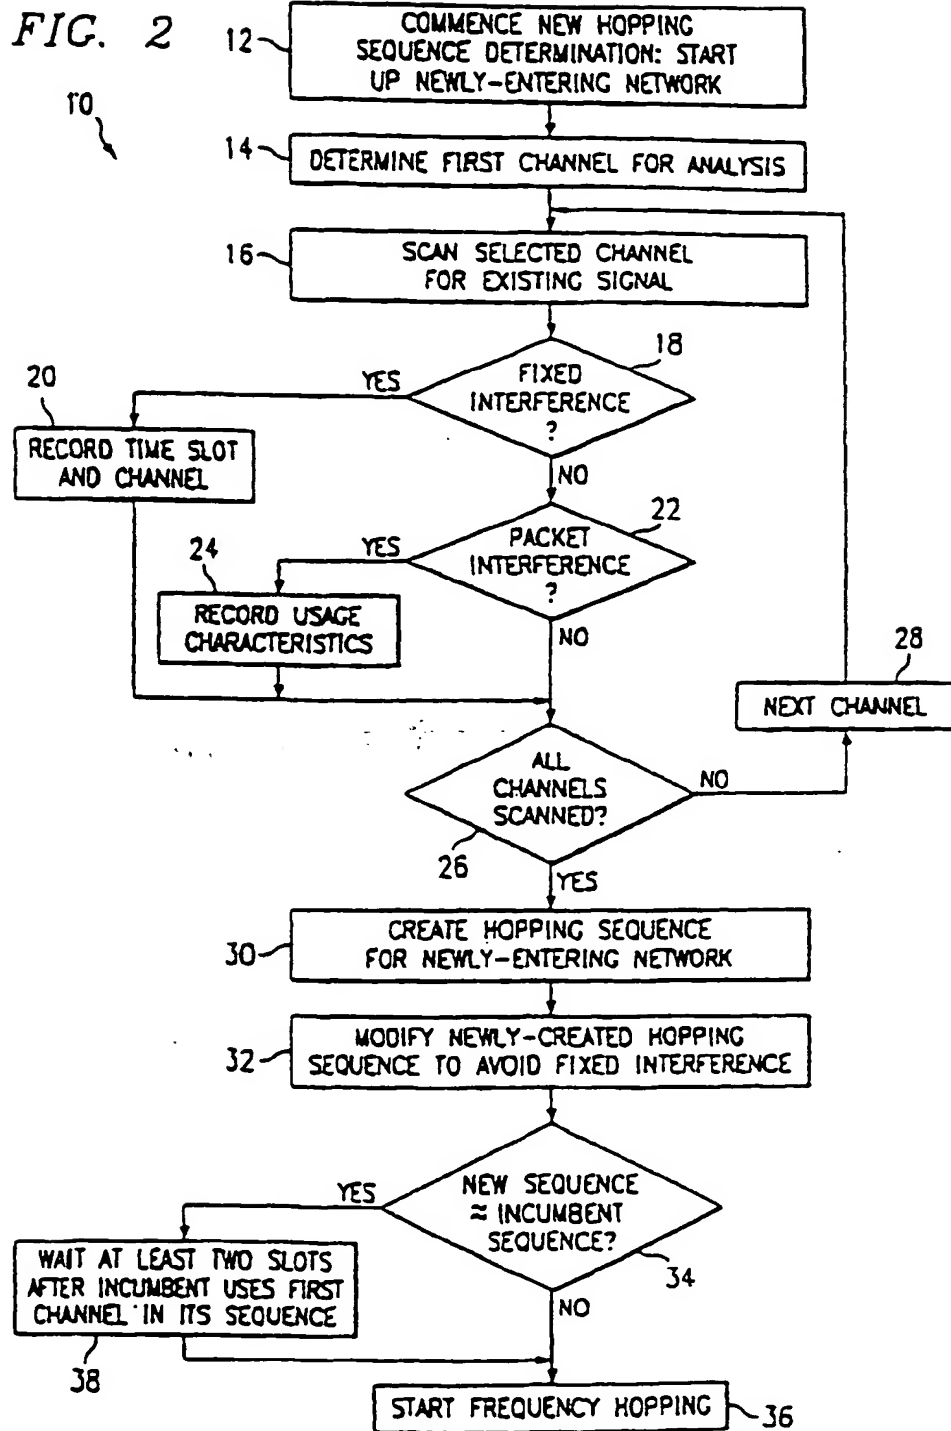 FIG. 2
10
12
COMMENCE NEW HOPPING
SEQUENCE DETERMINATION: START
UP NEWLY-ENTERING NETWORK
14
DETERMINE FIRST CHANNEL FOR ANALYSIS
16
SCAN SELECTED CHANNEL
FOR EXISTING SIGNAL
18
FIXED
INTERFERENCE
?
YES
NO
20
RECORD TIME SLOT
AND CHANNEL
22
PACKET
INTERFERENCE
?
YES
NO
24
RECORD USAGE
CHARACTERISTICS
28
NEXT CHANNEL
ALL
CHANNELS
SCANNED?
NO
26
YES
30
CREATE HOPPING SEQUENCE
FOR NEWLY-ENTERING NETWORK
32
MODIFY NEWLY-CREATED HOPPING
SEQUENCE TO AVOID FIXED INTERFERENCE
YES
NEW SEQUENCE
≈ INCUMBENT
SEQUENCE?
34
NO
WAIT AT LEAST TWO SLOTS
AFTER INCUMBENT USES FIRST
CHANNEL IN ITS SEQUENCE
38
START FREQUENCY HOPPING
36